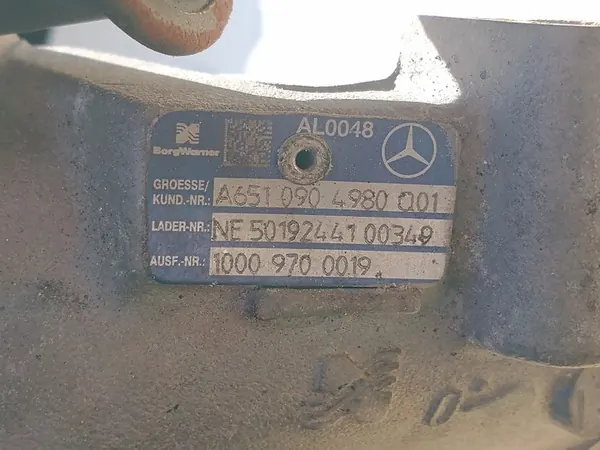 AL0048
BorgWarner
GROESSE/
KUND.-NR.: A651 090 4980 Q01
LADER-NR.: NE 50192441 00349
AUSF.-NR.: 1000 970 0019